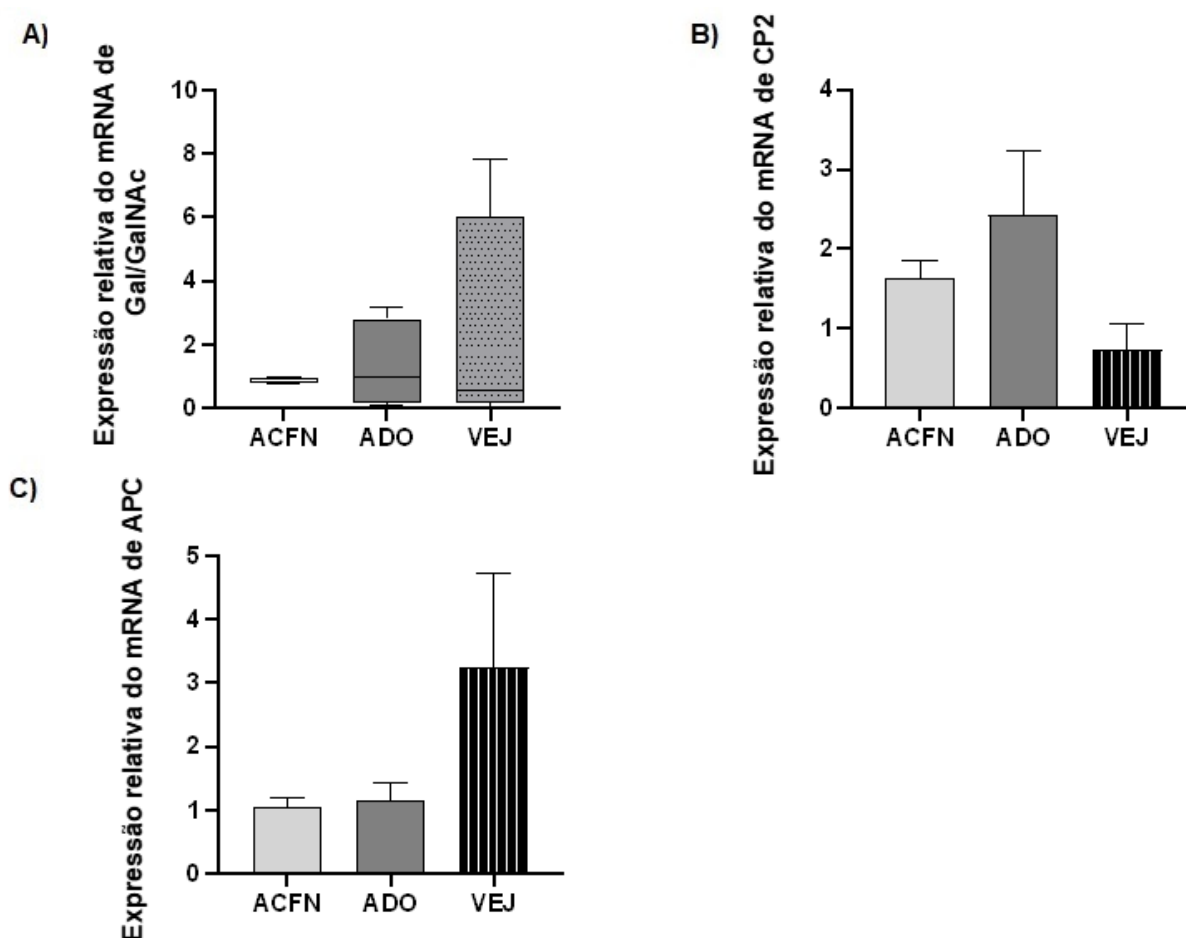 A)
Expressão relativa do mRNA de
Gal/GalNAc
10
8
6
4
2
0
ACFN
ADO
VEJ
B)
Expressão relativa do mRNA de CP2
4
3
2
1
0
ACFN
ADO
VEJ
C)
Expressão relativa do mRNA de APC
5
4
3
2
1
0
ACFN
ADO
VEJ